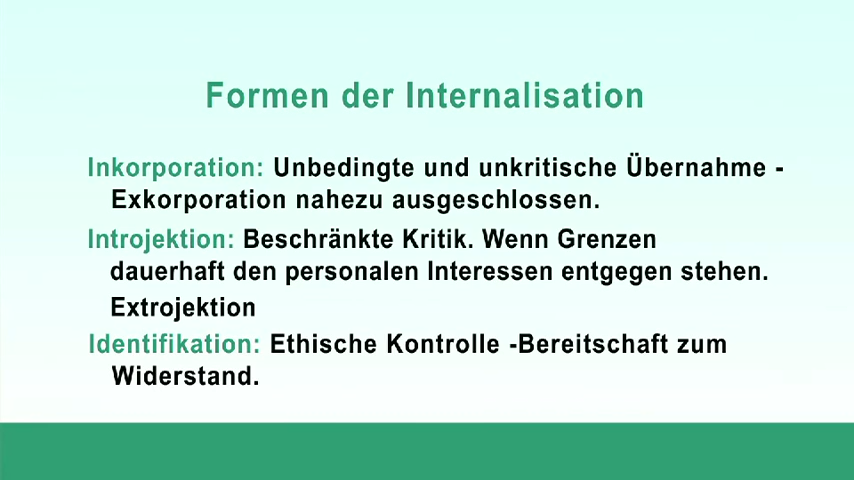 Formen der Internalisation
Inkorporation: Unbedingte und unkritische Übernahme -
Exkorporation nahezu ausgeschlossen.
Introjektion: Beschränkte Kritik. Wenn Grenzen
dauerhaft den personalen Interessen entgegen stehen.
Extrojektion
Identifikation: Ethische Kontrolle -Bereitschaft zum
Widerstand.